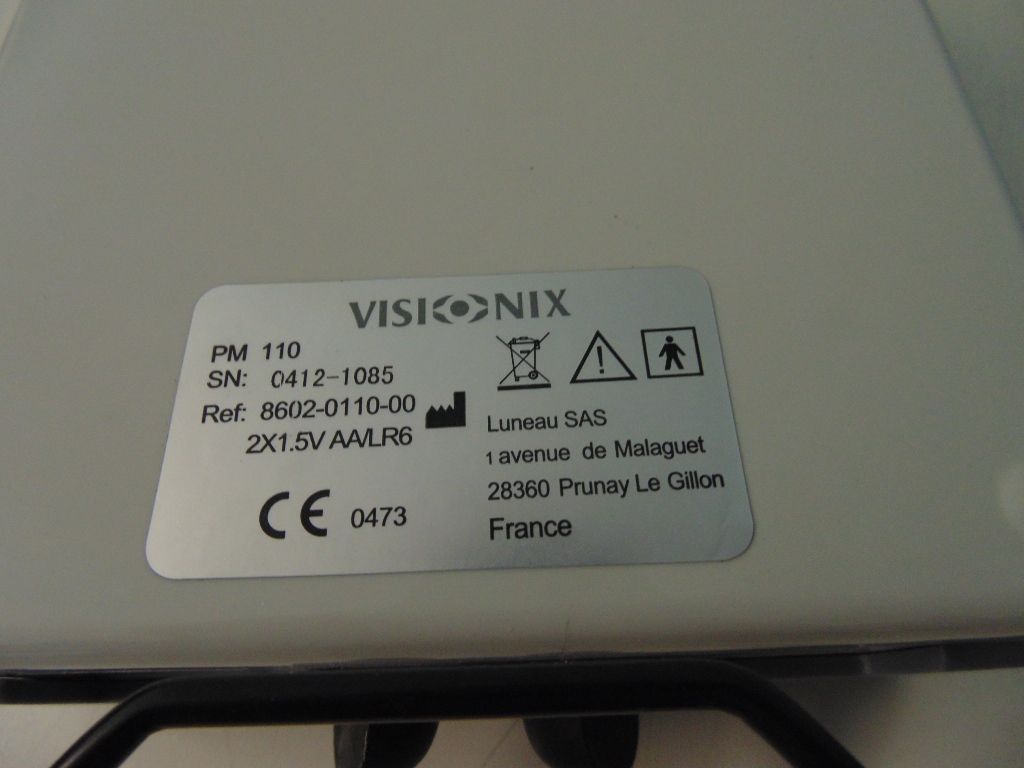 VISIONIX
PM 110
SN: 0412-1085
Ref: 8602-0110-00
2X1.5V AA/LR6
CE 0473
Luneau SAS
1 avenue de Malaguet
28360 Prunay Le Gillon
France